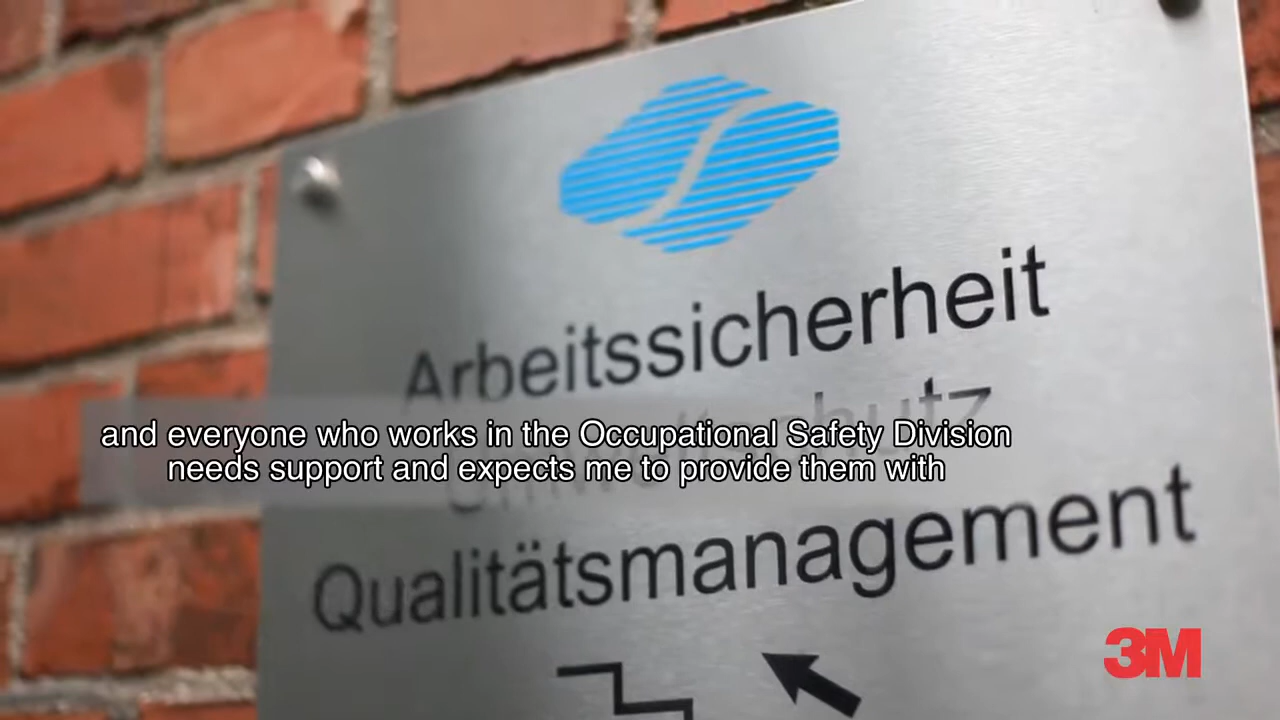 Arbeitssicherheit
Umweltschutz
and everyone who works in the Occupational Safety Division
needs support and expects me to provide them with
Qualitätsmanagement
3M